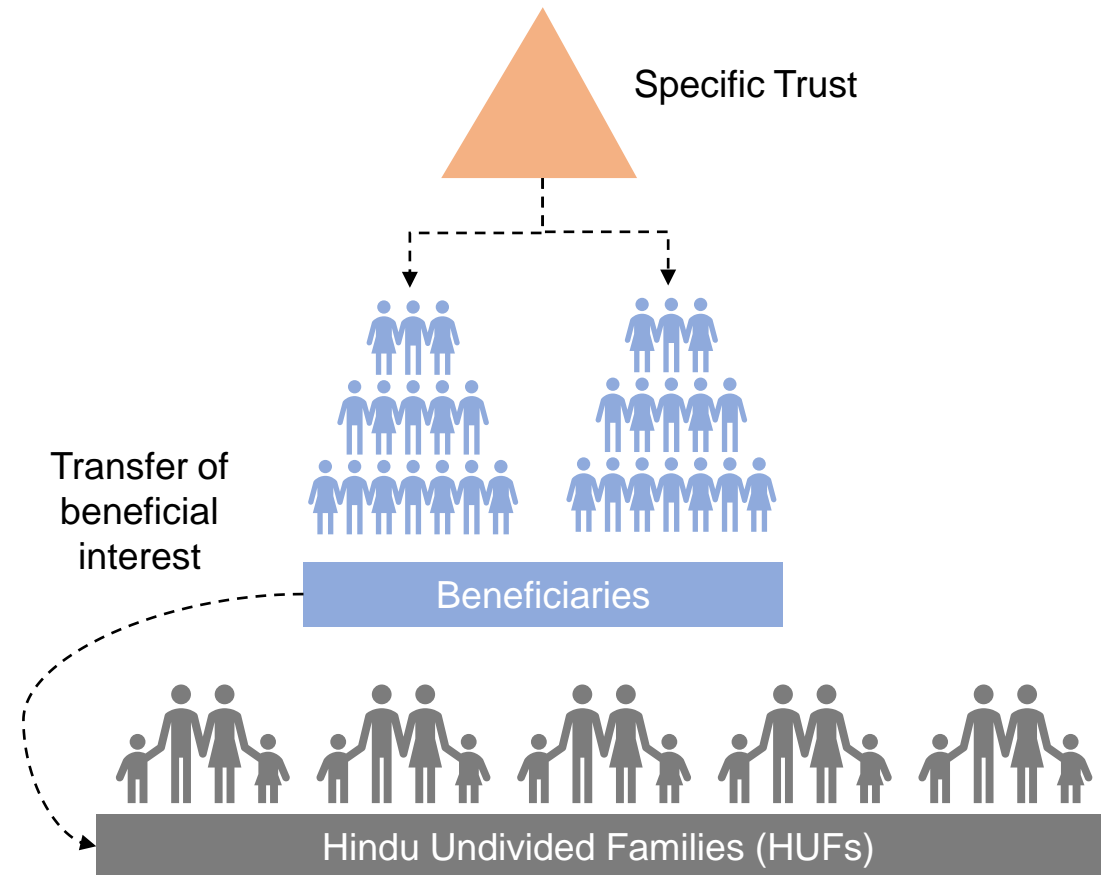 Specific Trust
Transfer of
beneficial
interest
Beneficiaries
Hindu Undivided Families (HUFs)